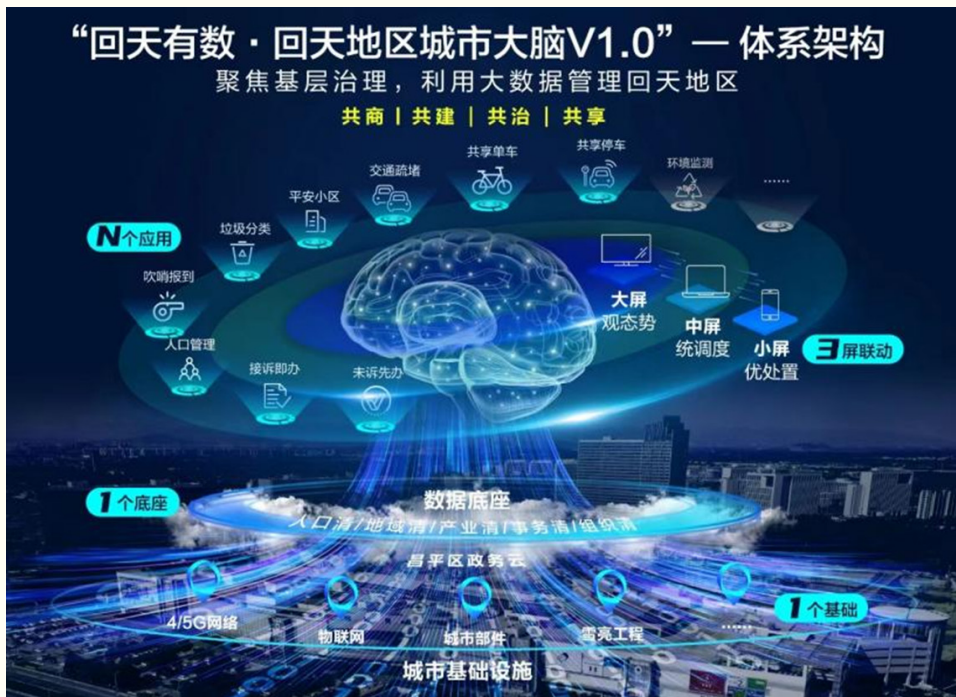 “回天有数·回天地区城市大脑V1.0”— 体系架构
聚焦基层治理，利用大数据管理回天地区
共商 | 共建 | 共治 | 共享
共享单车
共享停车
环境监测
……
交通疏堵
平安小区
垃圾分类
N个应用
吹哨报到
人口管理
接诉即办
未诉先办
大屏
观态势
中屏
统调度
小屏
优处置
3屏联动
1个底座
数据底座
人口清/地域清/产业清/事务清/组织清
昌平区政务云
1个基础
4/5G网络
物联网
城市部件
雪亮工程
……
城市基础设施